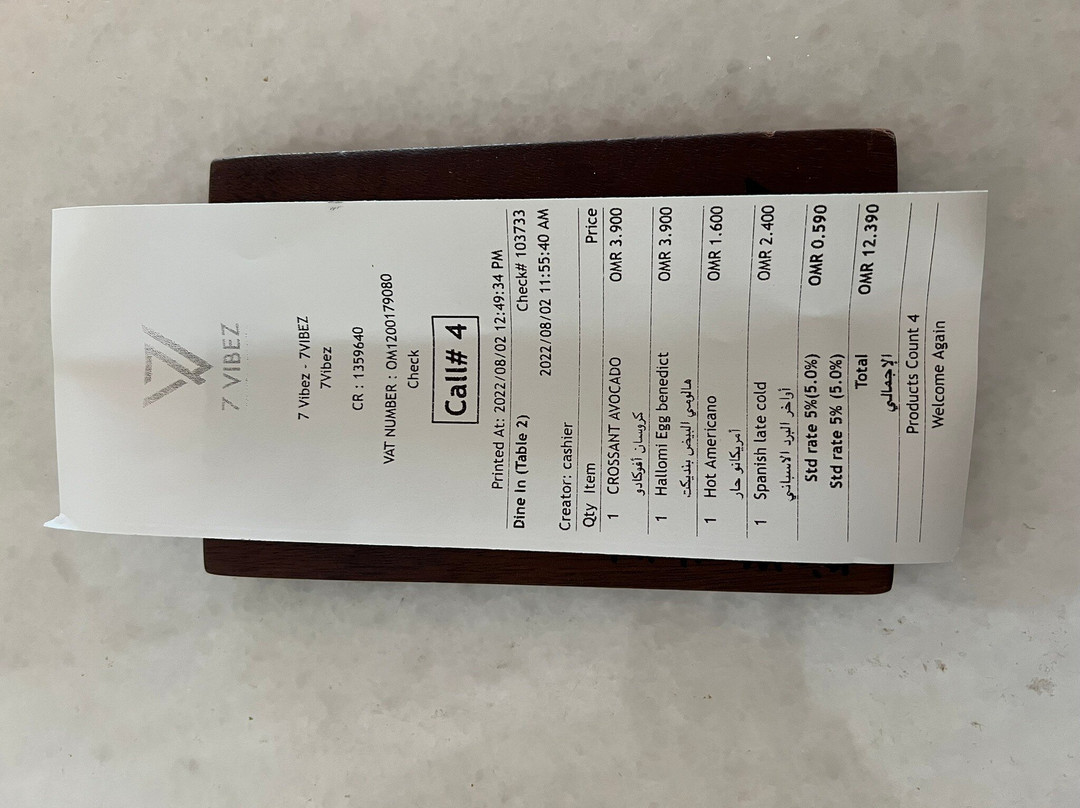 7 VIBEZ
7 Vibez - 7VIBEZ
7Vibez
CR : 1359640
VAT NUMBER : OM1200179080
Check
Call# 4
Printed At: 2022/08/02 12:49:34 PM
Dine In (Table 2) Check# 103733
2022/08/02 11:55:40 AM
Creator: cashier
Qty Item Price
1 CROSSANT AVOCADO OMR 3.900
كروسان أفوكادو
1 Hallomi Egg benedict OMR 3.900
هالومي البيض بنديكت
1 Hot Americano OMR 1.600
أمريكانو حار
1 Spanish late cold OMR 2.400
أواخر البرد الاسباني
Std rate 5%(5.0%) OMR 0.590
Std rate 5% (5.0%)
Total OMR 12.390
الإجمالي
Products Count 4
Welcome Again